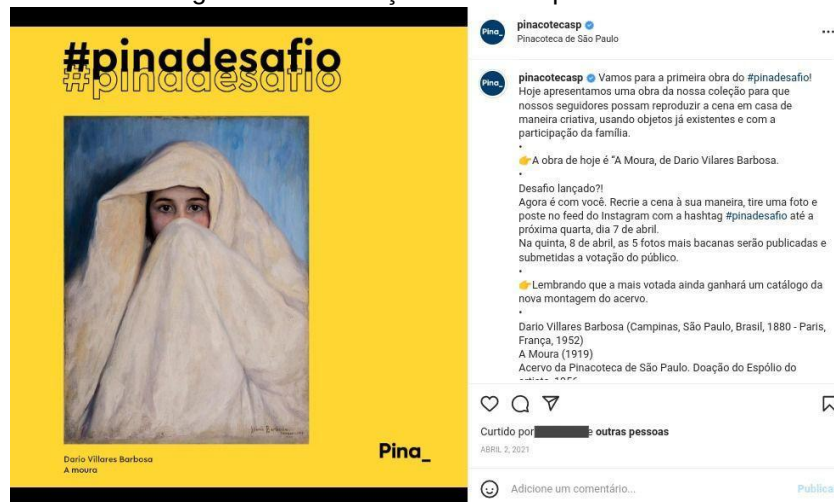 #pinadesafio
#pinadesafio
Dario Villares Barbosa
A moura
Pina_
Pina_
pinacotecasp
Pinacoteca de São Paulo
Pina_
pinacotecasp Vamos para a primeira obra do #pinadesafio!
Hoje apresentamos uma obra da nossa coleção para que
nossos seguidores possam reproduzir a cena em casa de
maneira criativa, usando objetos já existentes e com a
participação da família.
•
👉A obra de hoje é “A Moura, de Dario Vilares Barbosa.
•
Desafio lançado?!
Agora é com você. Recrie a cena à sua maneira, tire uma foto e
poste no feed do Instagram com a hashtag #pinadesafio até a
próxima quarta, dia 7 de abril.
Na quinta, 8 de abril, as 5 fotos mais bacanas serão publicadas e
submetidas a votação do público.
•
👉Lembrando que a mais votada ainda ganhará um catálogo da
nova montagem do acervo.
•
Dario Villares Barbosa (Campinas, São Paulo, Brasil, 1880 - Paris,
França, 1952)
A Moura (1919)
Acervo da Pinacoteca de São Paulo. Doação do Espólio do
Curtido por e outras pessoas
ABRIL 2, 2021
Adicione um comentário...
Publica